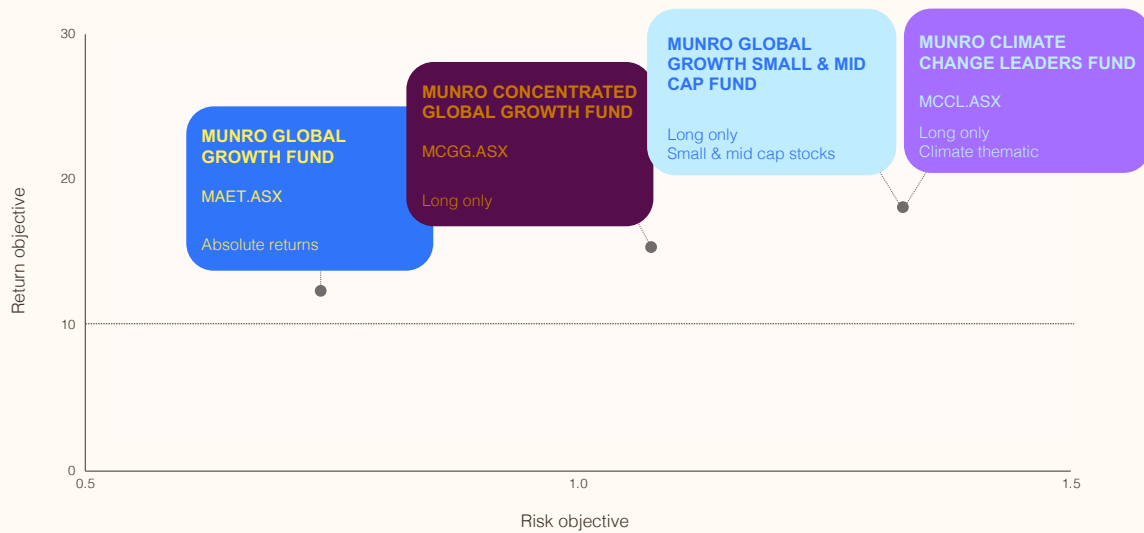 30
20
10
0
0.5
1.0
1.5
Return objective
Risk objective
MUNRO GLOBAL
GROWTH FUND
MAET.ASX
Absolute returns
MUNRO CONCENTRATED
GLOBAL GROWTH FUND
MCGG.ASX
Long only
MUNRO GLOBAL
GROWTH SMALL & MID
CAP FUND
Long only
Small & mid cap stocks
MUNRO CLIMATE
CHANGE LEADERS FUND
MCCL.ASX
Long only
Climate thematic